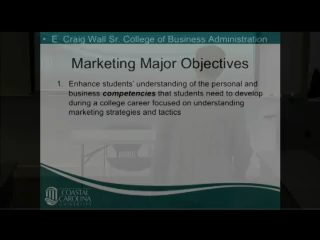 • E Craig Wall Sr. College of Business Administration
Marketing Major Objectives
1. Enhance students' understanding of the personal and
business competencies that students need to develop
during a college career focused on understanding
marketing strategies and tactics
COASTAL
CAROLINA
UNIVERSITY